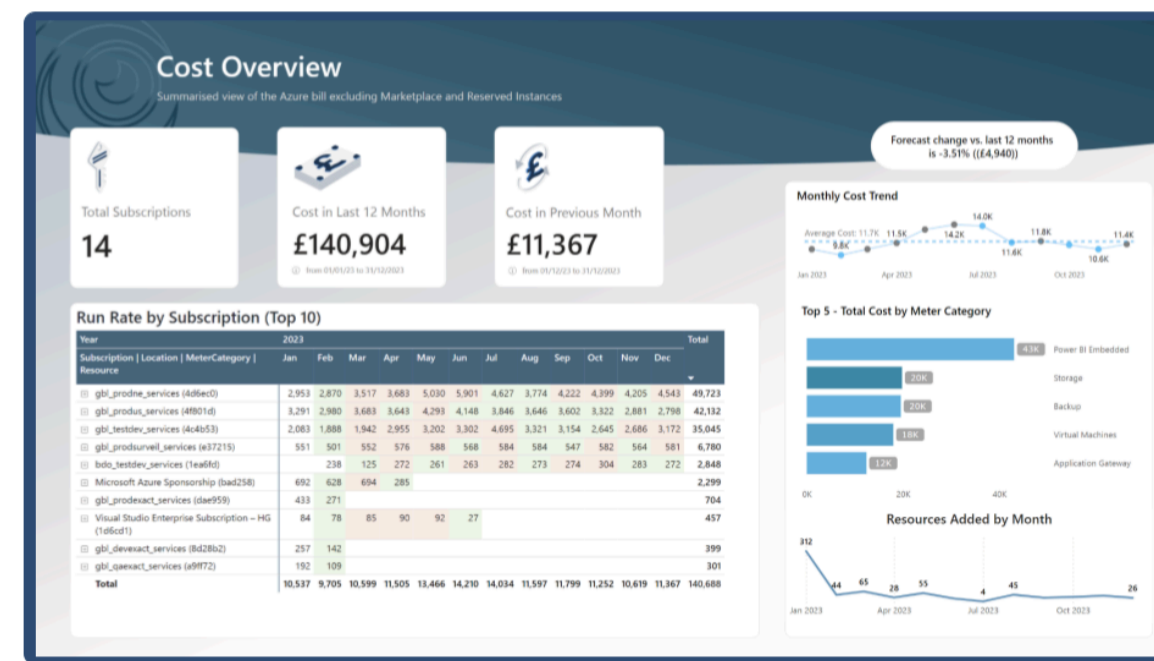 Cost Overview
Summarised view of the Azure bill excluding Marketplace and Reserved Instances
Total Subscriptions
14
Cost in Last 12 Months
£140,904
from 01/01/23 to 31/12/2023
Cost in Previous Month
£11,367
from 01/12/23 to 31/12/2023
Forecast change vs. last 12 months
is -3.51% ((£4,940))
Run Rate by Subscription (Top 10)
Year 2023 Total
Subscription | Location | MeterCategory | Jan Feb Mar Apr May Jun Jul Aug Sep Oct Nov Dec
Resource
gbl_prodne_services (4d6ec0) 2,953 2,870 3,517 3,683 5,030 5,901 4,627 3,774 4,222 4,399 4,205 4,543 49,723
gbl_produs_services (4f801d) 3,291 2,980 3,683 3,643 4,293 4,148 3,846 3,646 3,602 3,322 2,881 2,798 42,132
gbl_testdev_services (4c4b53) 2,083 1,888 1,942 2,955 3,202 3,302 4,695 3,321 3,154 2,645 2,686 3,172 35,045
gbl_prodsurveil_services (e37215) 551 501 552 576 588 568 584 584 547 582 564 581 6,780
bdo_testdev_services (1ea6fd) 238 125 272 261 263 282 273 274 304 283 272 2,848
Microsoft Azure Sponsorship (bad258) 692 628 694 285 2,299
gbl_prodexact_services (dae959) 433 271 704
Visual Studio Enterprise Subscription – HG 84 78 85 90 92 27 457
(1d6cd1)
gbl_devexact_services (8d28b2) 257 142 399
gbl_qaexact_services (a9ff72) 192 109 301
Total 10,537 9,705 10,599 11,505 13,466 14,210 14,034 11,597 11,799 11,252 10,619 11,367 140,688
Monthly Cost Trend
14.0K
Average Cost: 11.7K 11.5K 14.2K 11.8K 11.4K
9.8K 11.6K 10.6K
Jan 2023 Apr 2023 Jul 2023 Oct 2023
Top 5 - Total Cost by Meter Category
43K Power BI Embedded
20K Storage
20K Backup
18K Virtual Machines
12K Application Gateway
0K 20K 40K
Resources Added by Month
312
44 65 28 55 4 45 26
Jan 2023 Apr 2023 Jul 2023 Oct 2023